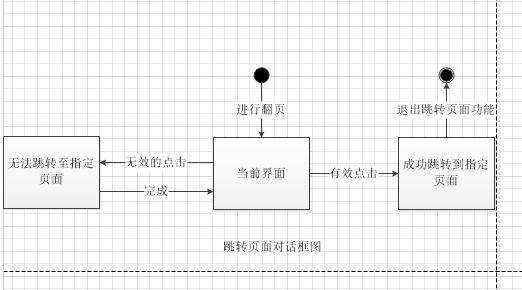 进行翻页
退出跳转页面功能
无法跳转至指定
页面
无效的点击
完成
当前界面
有效点击
成功跳转到指定
页面
跳转页面对话框图